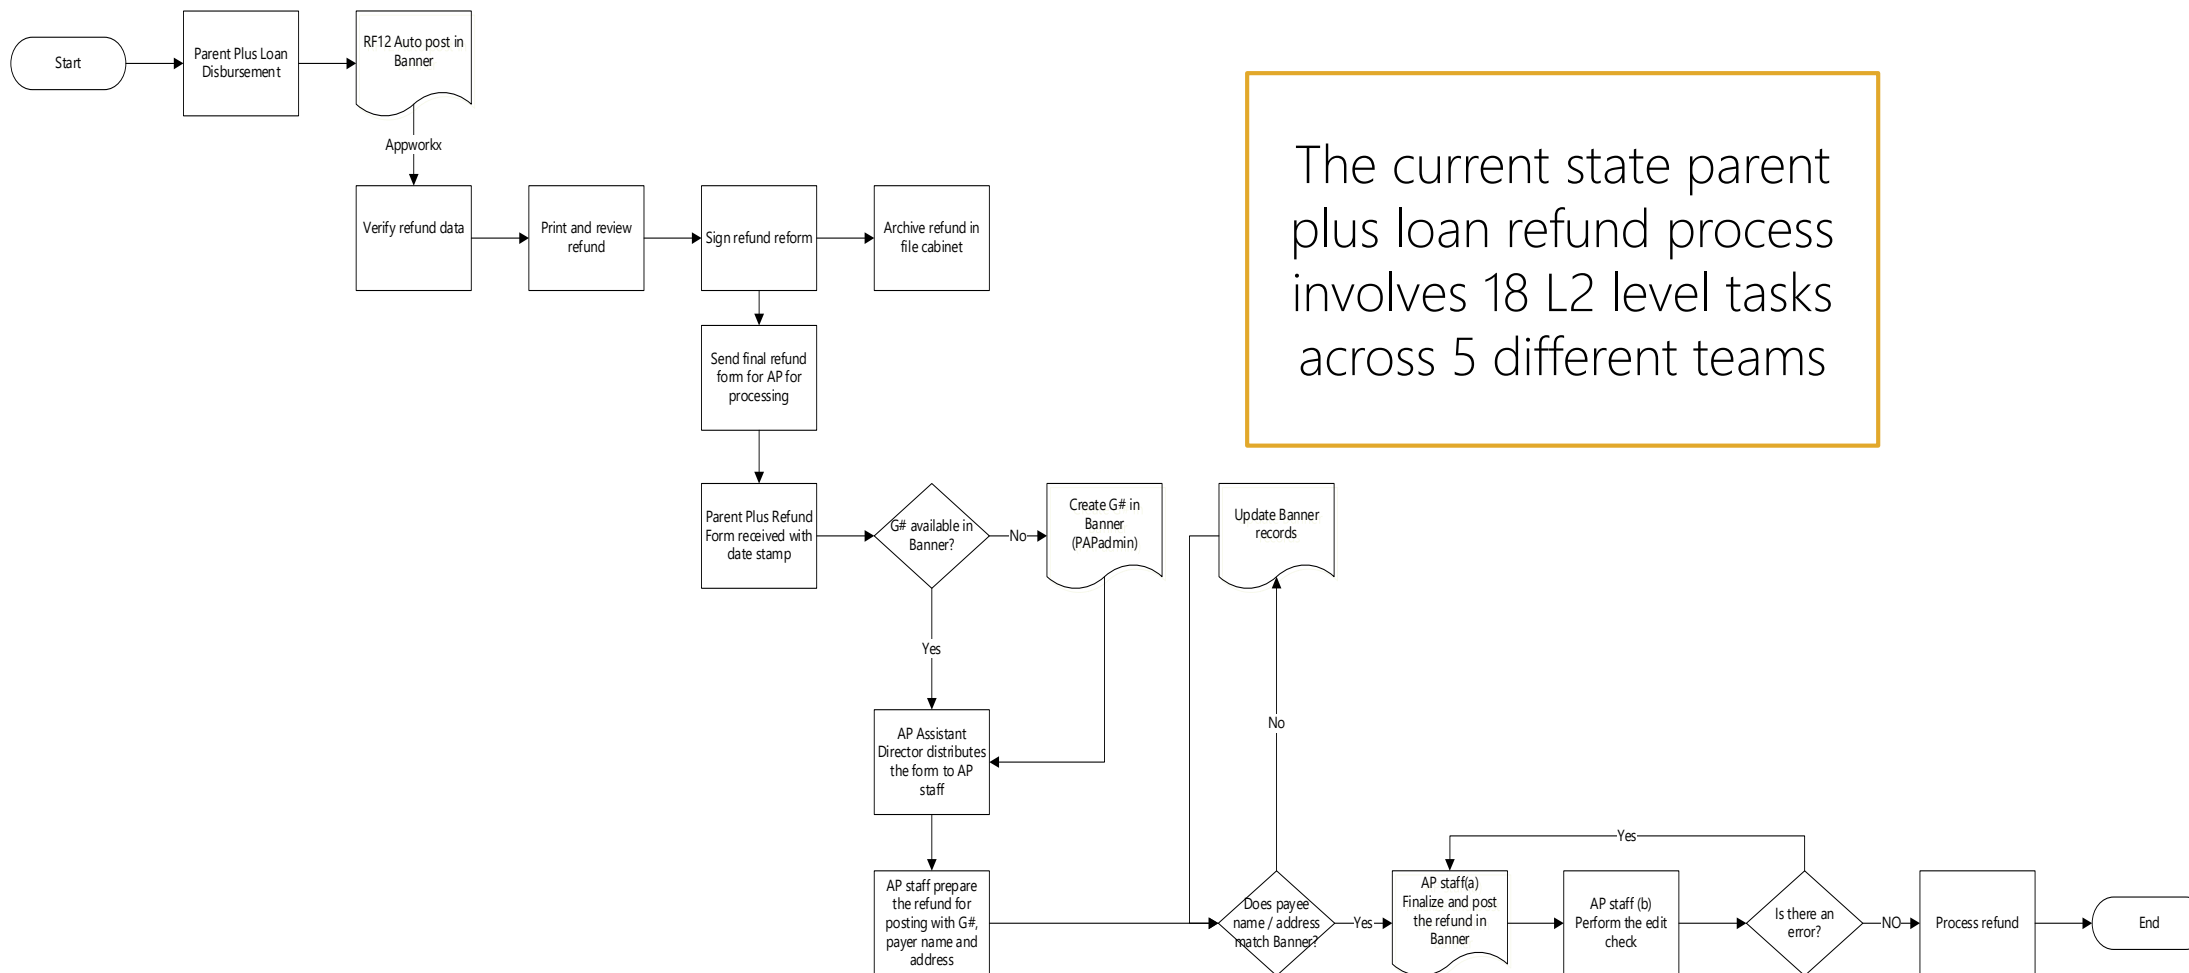 Start
Parent Plus Loan
Disbursement
RF12 Auto post in
Banner
Appworkx
The current state parent
plus loan refund process
involves 18 L2 level tasks
across 5 different teams
Verify refund data
Print and review
refund
Sign refund reform
Archive refund in
file cabinet
Send final refund
form for AP for
processing
Parent Plus Refund
Form received with
date stamp
G# available in
Banner?
No
Create G# in
Banner
(PAPadmin)
Update Banner
records
Yes
No
AP Assistant
Director distributes
the form to AP
staff
AP staff prepare
the refund for
posting with G#,
payer name and
address
Does payee
name / address
match Banner?
Yes
AP staff(a)
Finalize and post
the refund in
Banner
AP staff (b)
Perform the edit
check
Yes
Is there an
error?
NO
Process refund
End